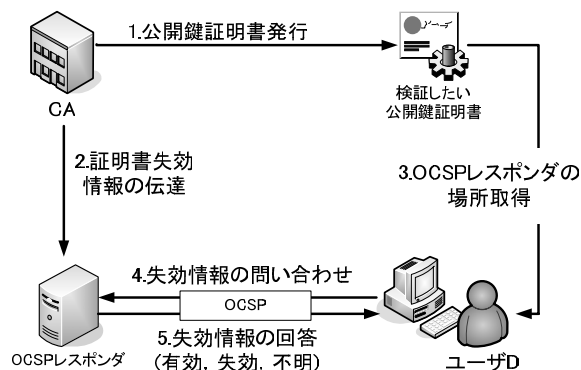 1.公開鍵証明書発行
CA
検証したい
公開鍵証明書
2.証明書失効
情報の伝達
3.OCSPレスポンダの
場所取得
4.失効情報の問い合わせ
OCSP
5.失効情報の回答
(有効, 失効, 不明)
OCSPレスポンダ
ユーザD